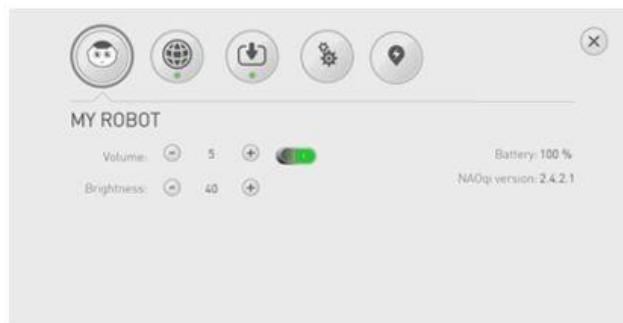 MY ROBOT
Volume: 5
Battery: 100 %
Brightness: 40
NAOqi version: 2.4.2.1